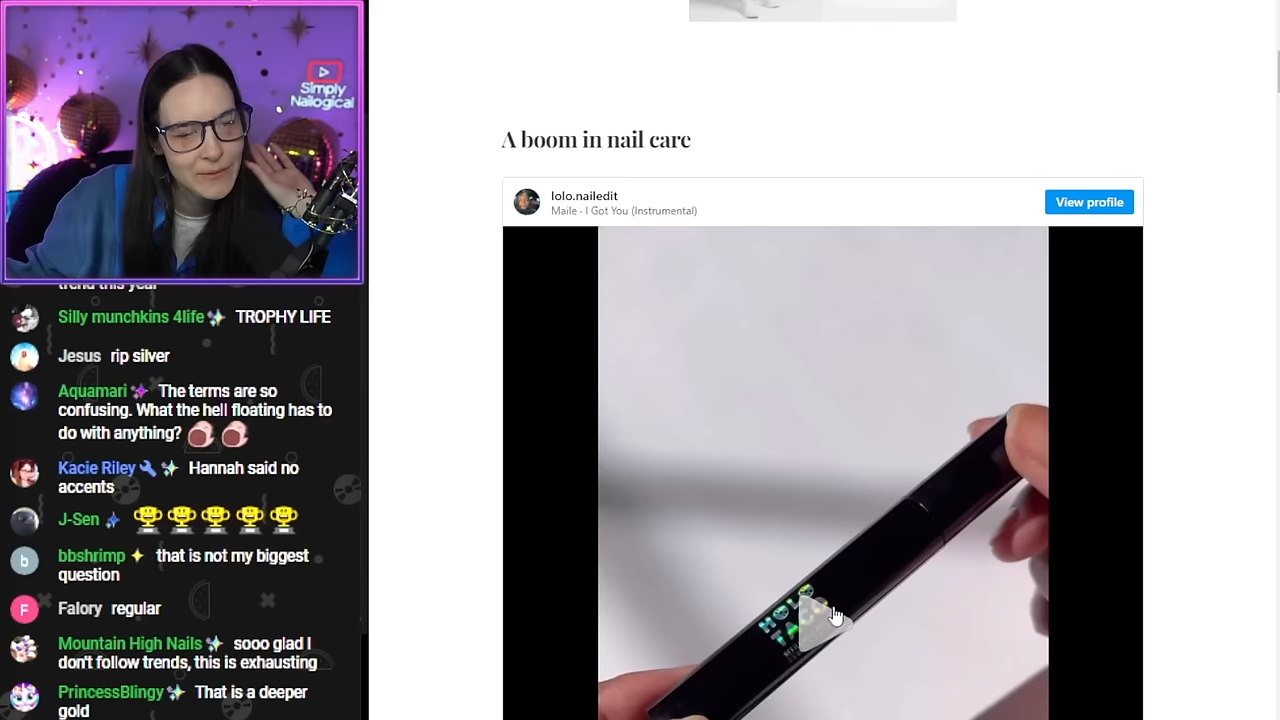 Simply
Nailogical
trend this year
Silly munchkins 4life TROPHY LIFE
Jesus rip silver
Aquamari The terms are so
confusing. What the hell floating has to
do with anything?
Kacie Riley Hannah said no
accents
J-Sen
b
bbshrimp that is not my biggest
question
F
Falory regular
Mountain High Nails sooo glad I
don't follow trends, this is exhausting
PrincessBlingy That is a deeper
gold
A boom in nail care
lolo.nailedit
Maile · I Got You (Instrumental)
View profile
HOLO
TACO